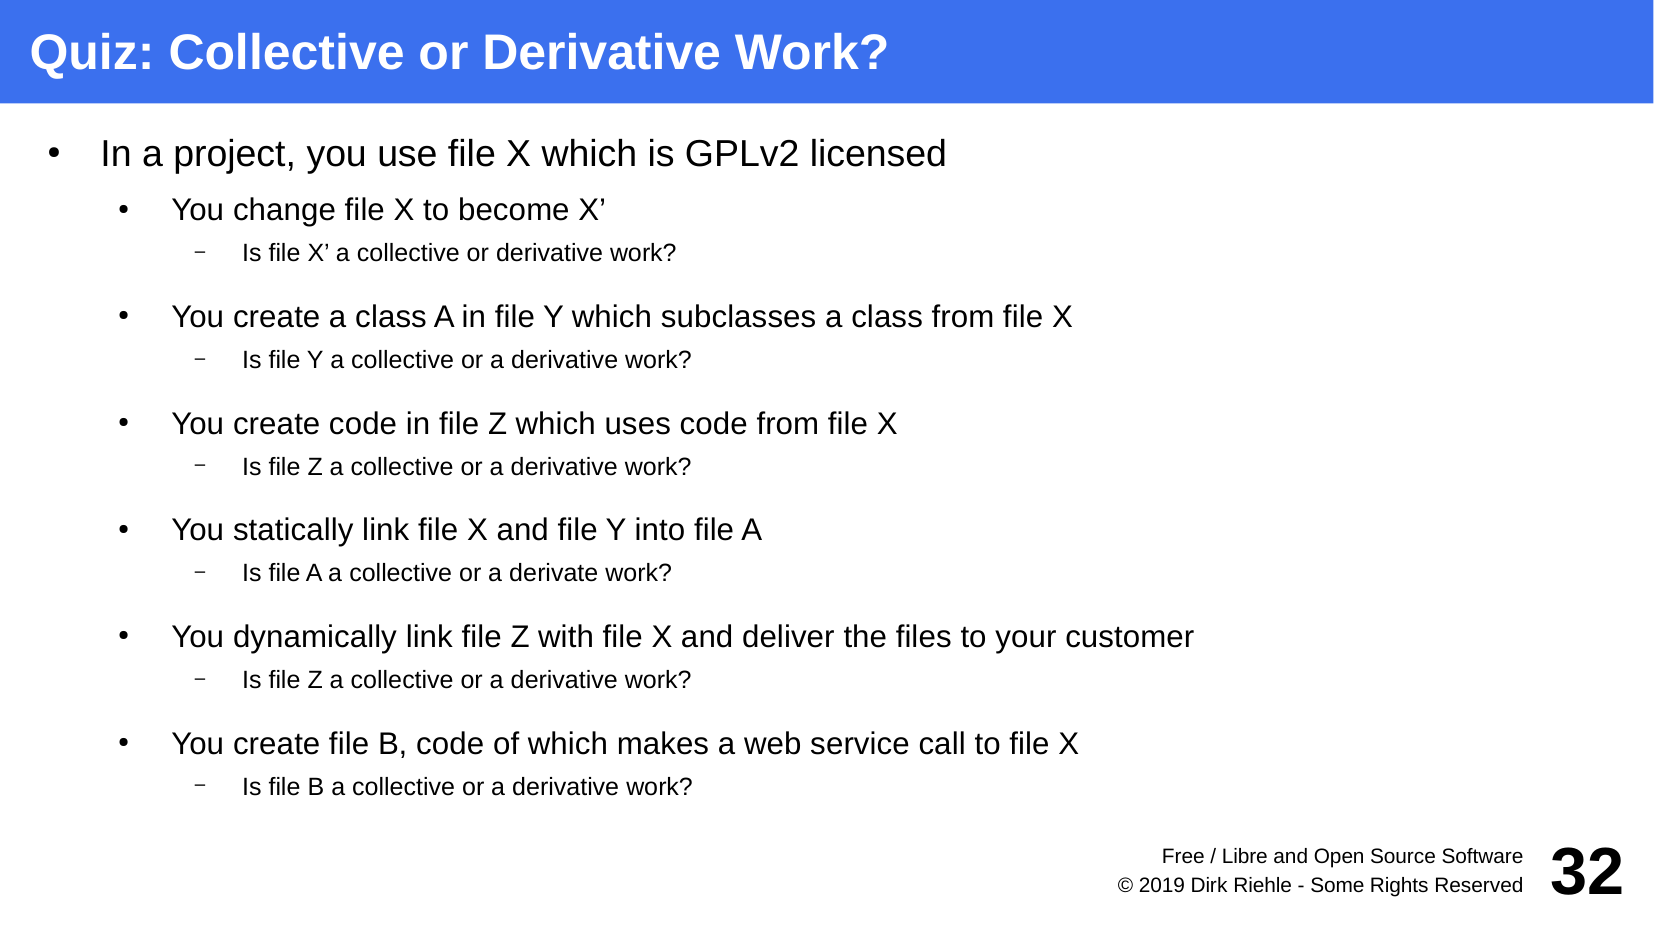 Quiz: Collective or Derivative Work?
• In a project, you use file X which is GPLv2 licensed
• You change file X to become X’
– Is file X’ a collective or derivative work?
• You create a class A in file Y which subclasses a class from file X
– Is file Y a collective or a derivative work?
• You create code in file Z which uses code from file X
– Is file Z a collective or a derivative work?
• You statically link file X and file Y into file A
– Is file A a collective or a derivate work?
• You dynamically link file Z with file X and deliver the files to your customer
– Is file Z a collective or a derivative work?
• You create file B, code of which makes a web service call to file X
– Is file B a collective or a derivative work?
Free / Libre and Open Source Software
© 2019 Dirk Riehle - Some Rights Reserved
32